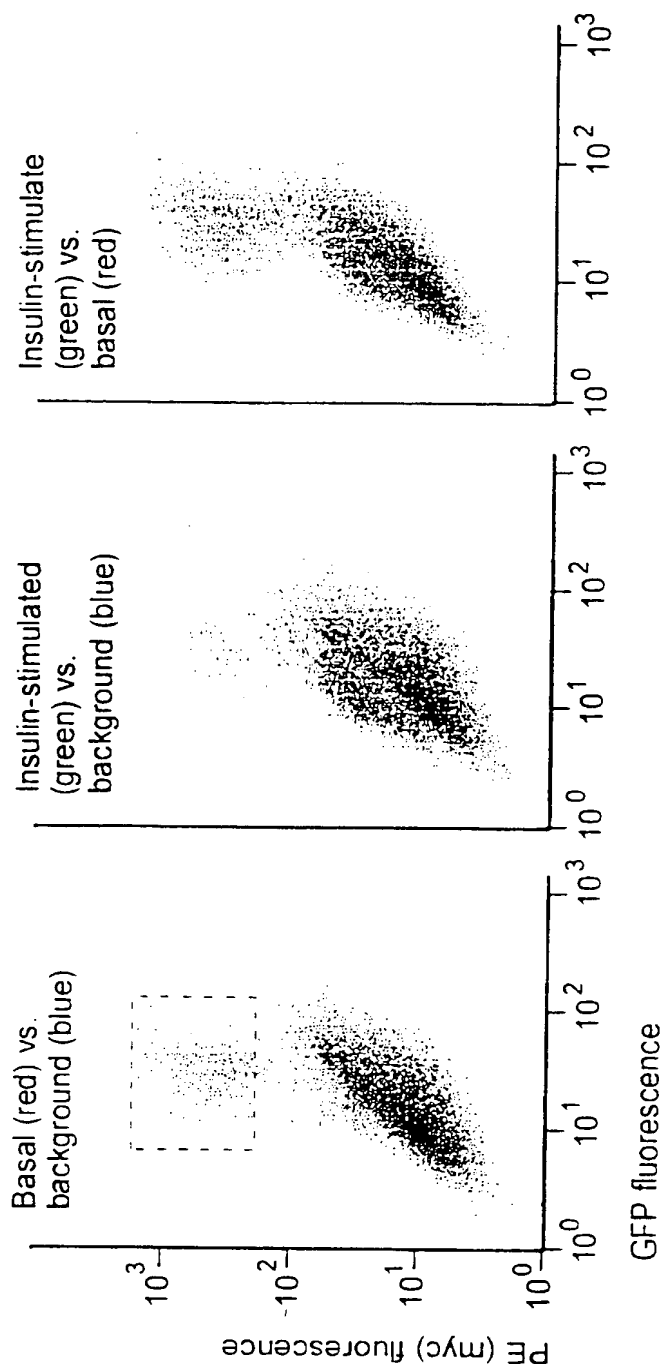 Basal (red) vs.
background (blue)
Insulin-stimulated
(green) vs.
background (blue)
Insulin-stimulate
(green) vs.
basal (red)
PE (myc) fluorescence
10³
10²
10¹
10⁰
10⁰ 10¹ 10² 10³
10⁰ 10¹ 10² 10³
10⁰ 10¹ 10² 10³
GFP fluorescence